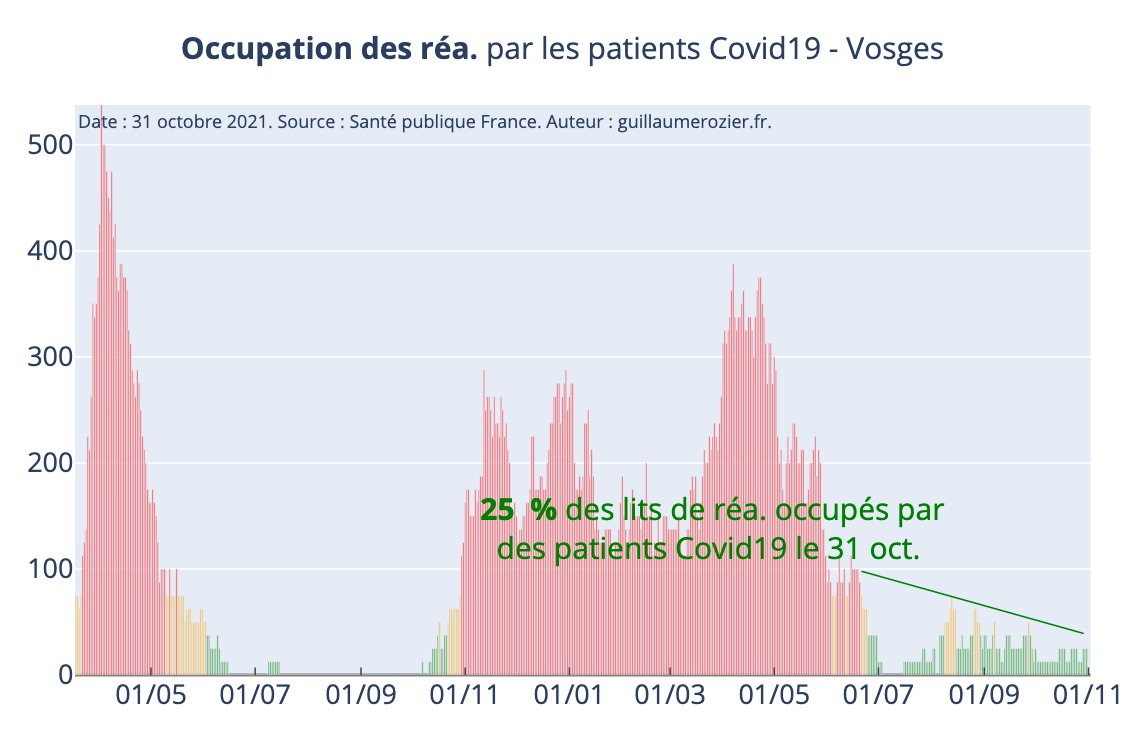 Occupation des réa. par les patients Covid19 - Vosges
Date : 31 octobre 2021. Source : Santé publique France. Auteur : guillaumerozier.fr.
500
400
300
200
25 % des lits de réa. occupés par
des patients Covid19 le 31 oct.
100
0
01/05 01/07 01/09 01/11 01/01 01/03 01/05 01/07 01/09 01/11